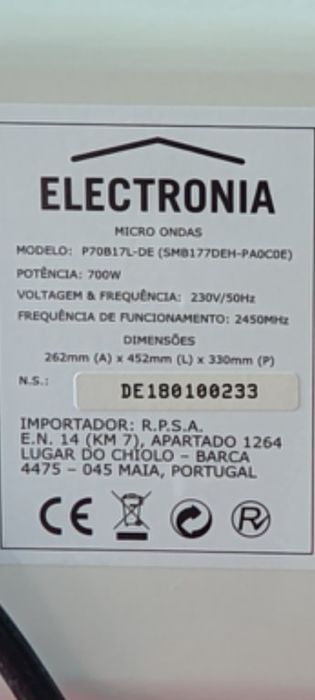 ELECTRONIA
MICRO ONDAS
MODELO: P70B17L-DE (SMB177DEH-PA0C0E)
POTÊNCIA: 700W
VOLTAGEM & FREQUÊNCIA: 230V/50Hz
FREQUÊNCIA DE FUNCIONAMENTO: 2450MHz
DIMENSÕES
262mm (A) x 452mm (L) x 330mm (P)
N.S.: DE180100233
IMPORTADOR: R.P.S.A.
E.N. 14 (KM 7), APARTADO 1264
LUGAR DO CHIOLO – BARCA
4475 – 045 MAIA, PORTUGAL
CE R